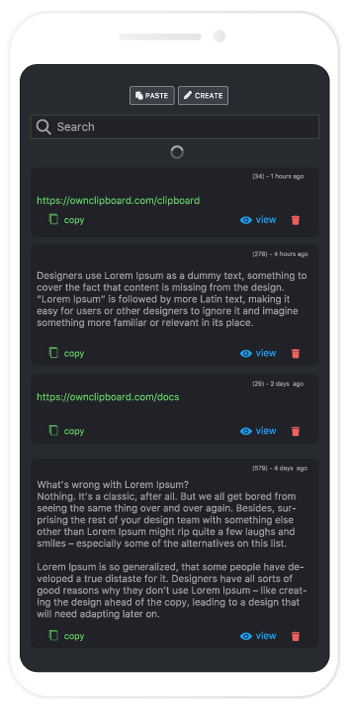 PASTE CREATE
Search
(34) - 1 hours ago
https://ownclipboard.com/clipboard
copy view
(276) - 4 hours ago
Designers use Lorem Ipsum as a dummy text, something to
cover the fact that content is missing from the design.
“Lorem Ipsum” is followed by more Latin text, making it
easy for users or other designers to ignore it and imagine
something more familiar or relevant in its place.
copy view
(29) - 2 days ago
https://ownclipboard.com/docs
copy view
(579) - 4 days ago
What’s wrong with Lorem Ipsum?
Nothing. It’s a classic, after all. But we all get bored from
seeing the same thing over and over again. Besides, sur-
prising the rest of your design team with something else
other than Lorem Ipsum might rip quite a few laughs and
smiles – especially some of the alternatives on this list.
Lorem Ipsum is so generalized, that some people have de-
veloped a true distaste for it. Designers have all sorts of
good reasons why they don’t use Lorem Ipsum – like creat-
ing the design ahead of the copy, leading to a design that
will need adapting later on.
copy view